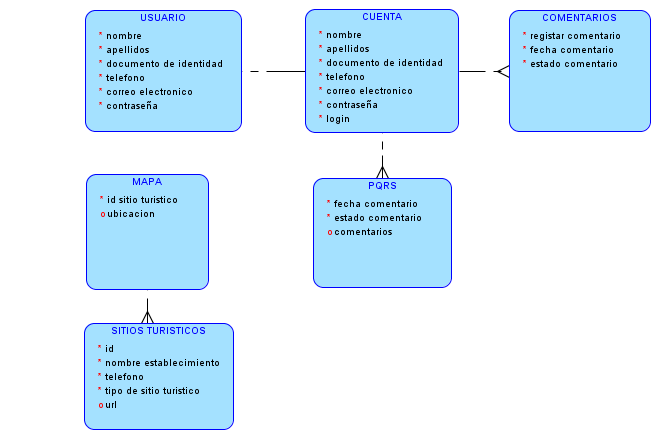 USUARIO
* nombre
* apellidos
* documento de identidad
* telefono
* correo electronico
* contraseña
CUENTA
* nombre
* apellidos
* documento de identidad
* telefono
* correo electronico
* contraseña
* login
COMENTARIOS
* registar comentario
* fecha comentario
* estado comentario
MAPA
* id sitio turistico
o ubicacion
PQRS
* fecha comentario
* estado comentario
o comentarios
SITIOS TURISTICOS
* id
* nombre establecimiento
* telefono
* tipo de sitio turistico
o url